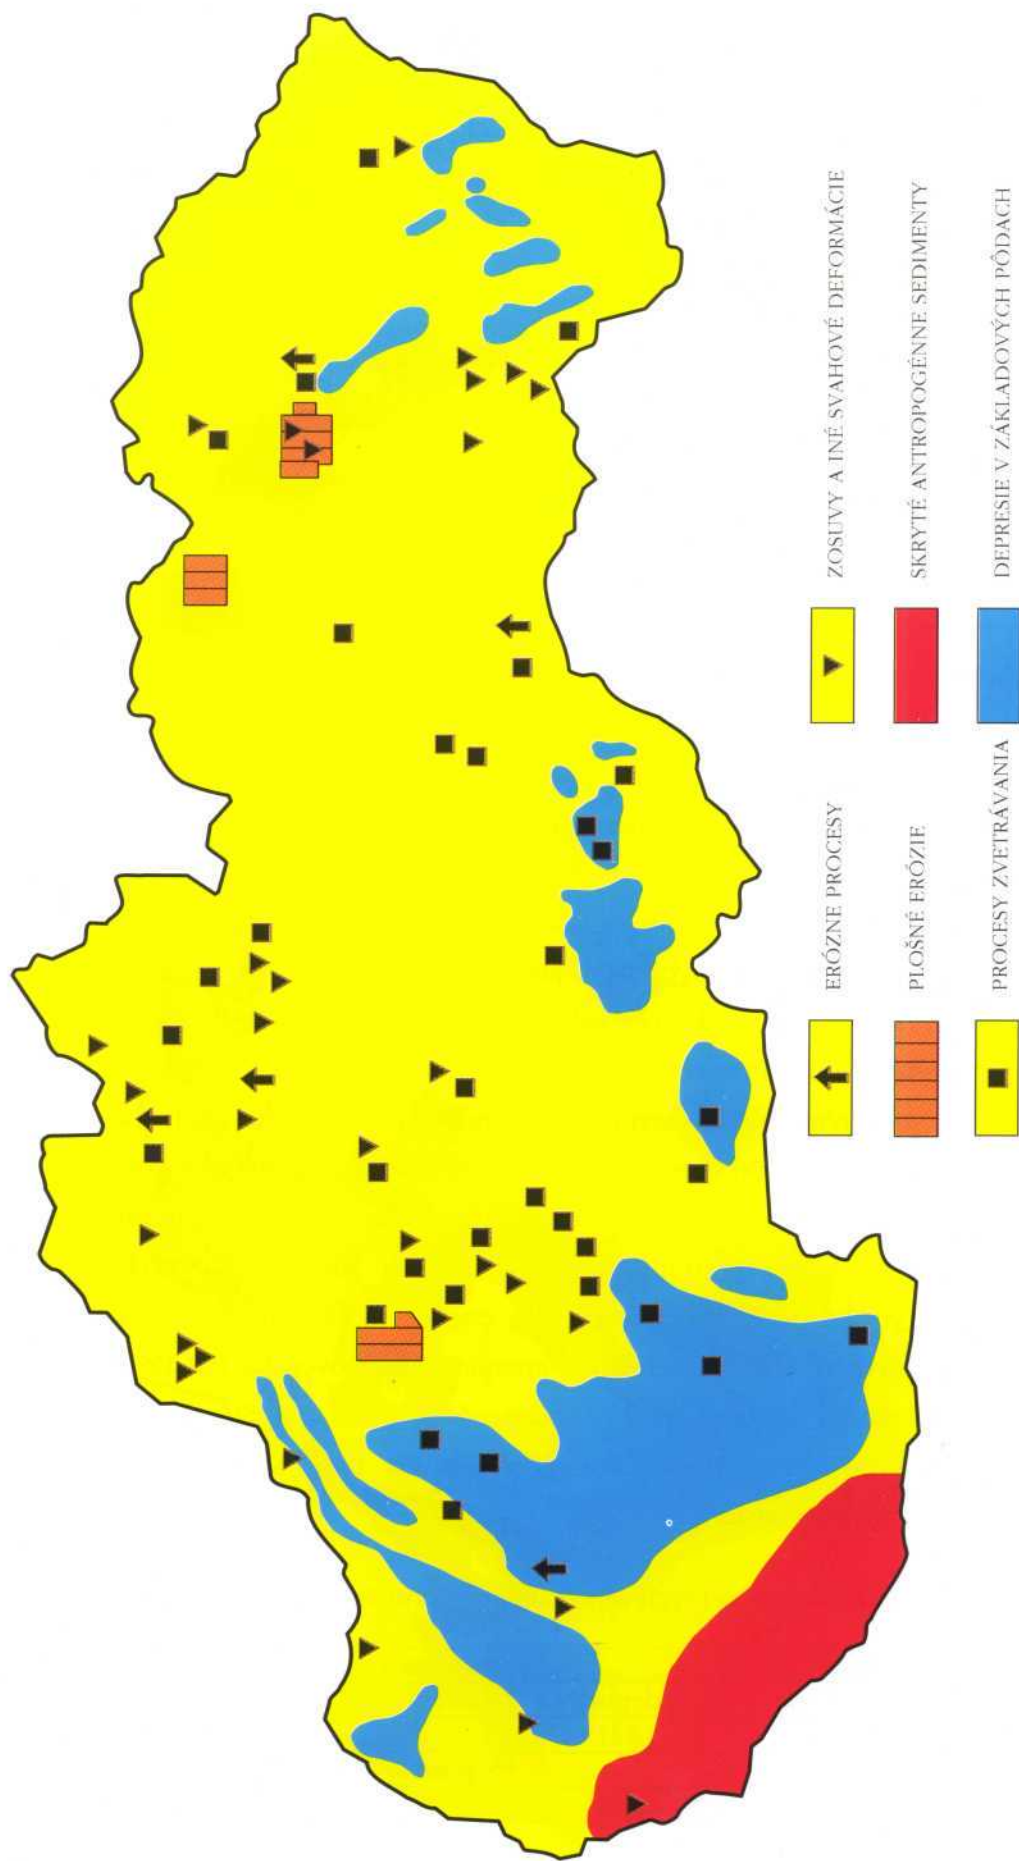 ERÓZNE PROCESY
PLOŠNÉ ERÓZIE
PROCESY ZVETRÁVANIA
ZOSUVY A INÉ SVAHOVÉ DEFORMÁCIE
SKRYTÉ ANTROPOGÉNNE SEDIMENTY
DEPRESIE V ZÁKLADOVÝCH PÔDACH